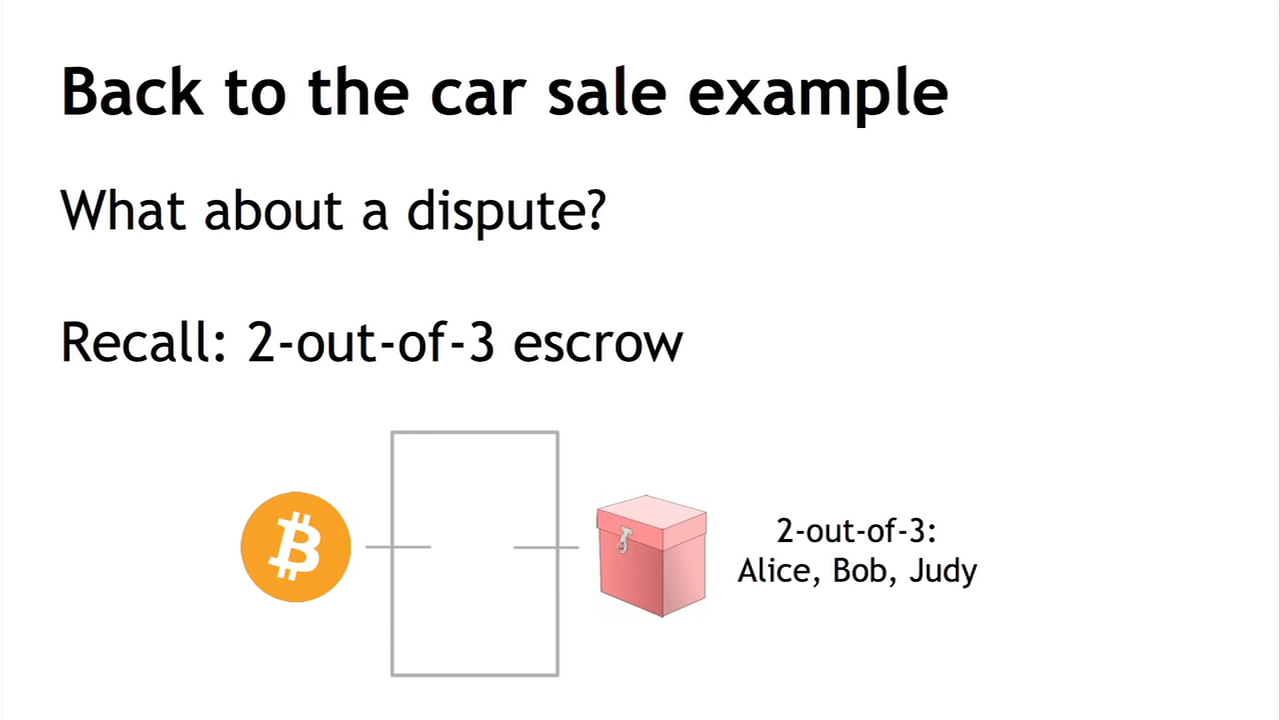 Back to the car sale example
What about a dispute?
Recall: 2-out-of-3 escrow
2-out-of-3:
Alice, Bob, Judy